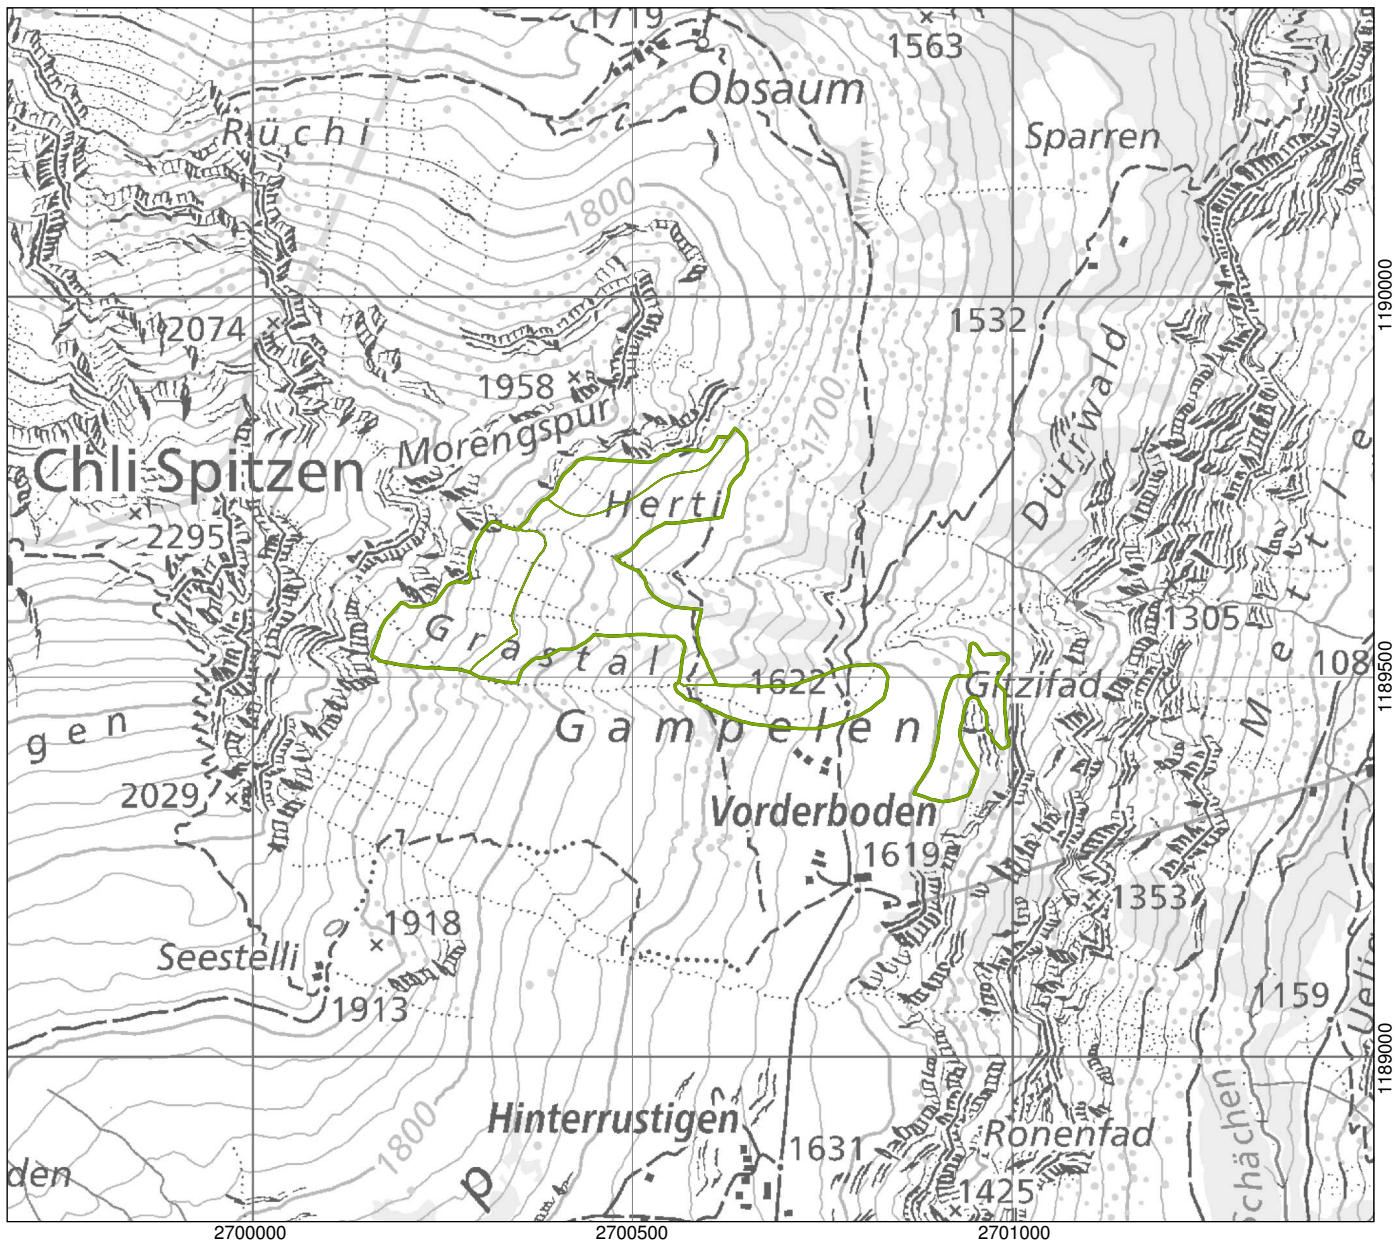 1719
1563
Obsaum
Rüchi
Sparren
1800
1190000
2074
1532
1958
Morengspur
1700
Dürrwald
Chli Spitzen
Herti
2295
Mettle
1305
Grastal
1622
Gitzifad
108
1189500
Gampelen
gen
2029
Vorderboden
1619
1353
1918
Seestelli
1913
1159
1189000
Schächen
Hinterrustigen
1800
1631
Ronenfad
den
p
1425
2700000
2700500
2701000